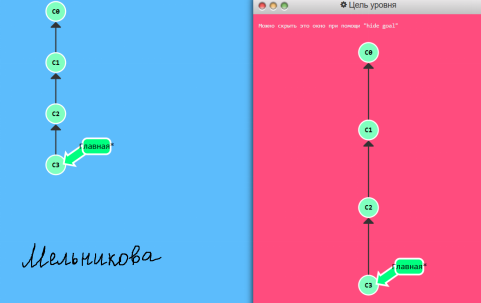 C0
C1
C2
C3
главная*
Мельникова
Цель уровня
Можно скрыть это окно при помощи "hide goal"
C0
C1
C2
C3
главная*